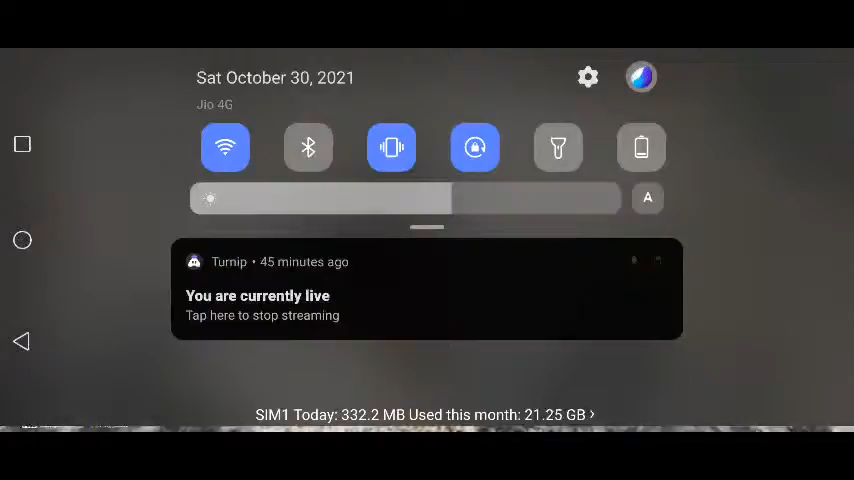 Sat October 30, 2021
Jio 4G
A
Turnip • 45 minutes ago
You are currently live
Tap here to stop streaming
SIM1 Today: 332.2 MB Used this month: 21.25 GB ›